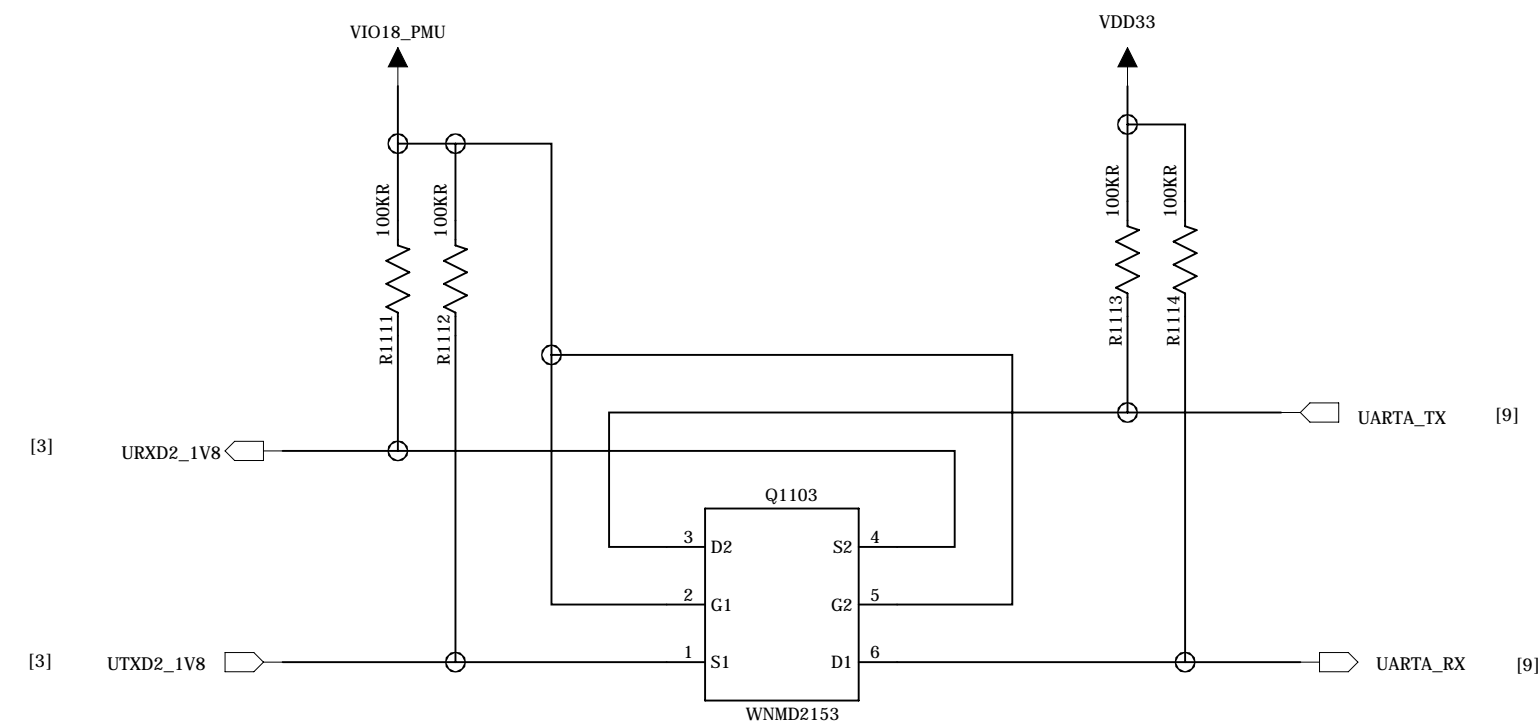 VIO18_PMU
VDD33
100KR
100KR
100KR
100KR
R1111
R1112
R1113
R1114
[3] URXD2_1V8
UARTA_TX [9]
Q1103
3 D2
S2 4
2 G1
G2 5
1 S1
D1 6
[3] UTXD2_1V8
UARTA_RX [9]
WNMD2153